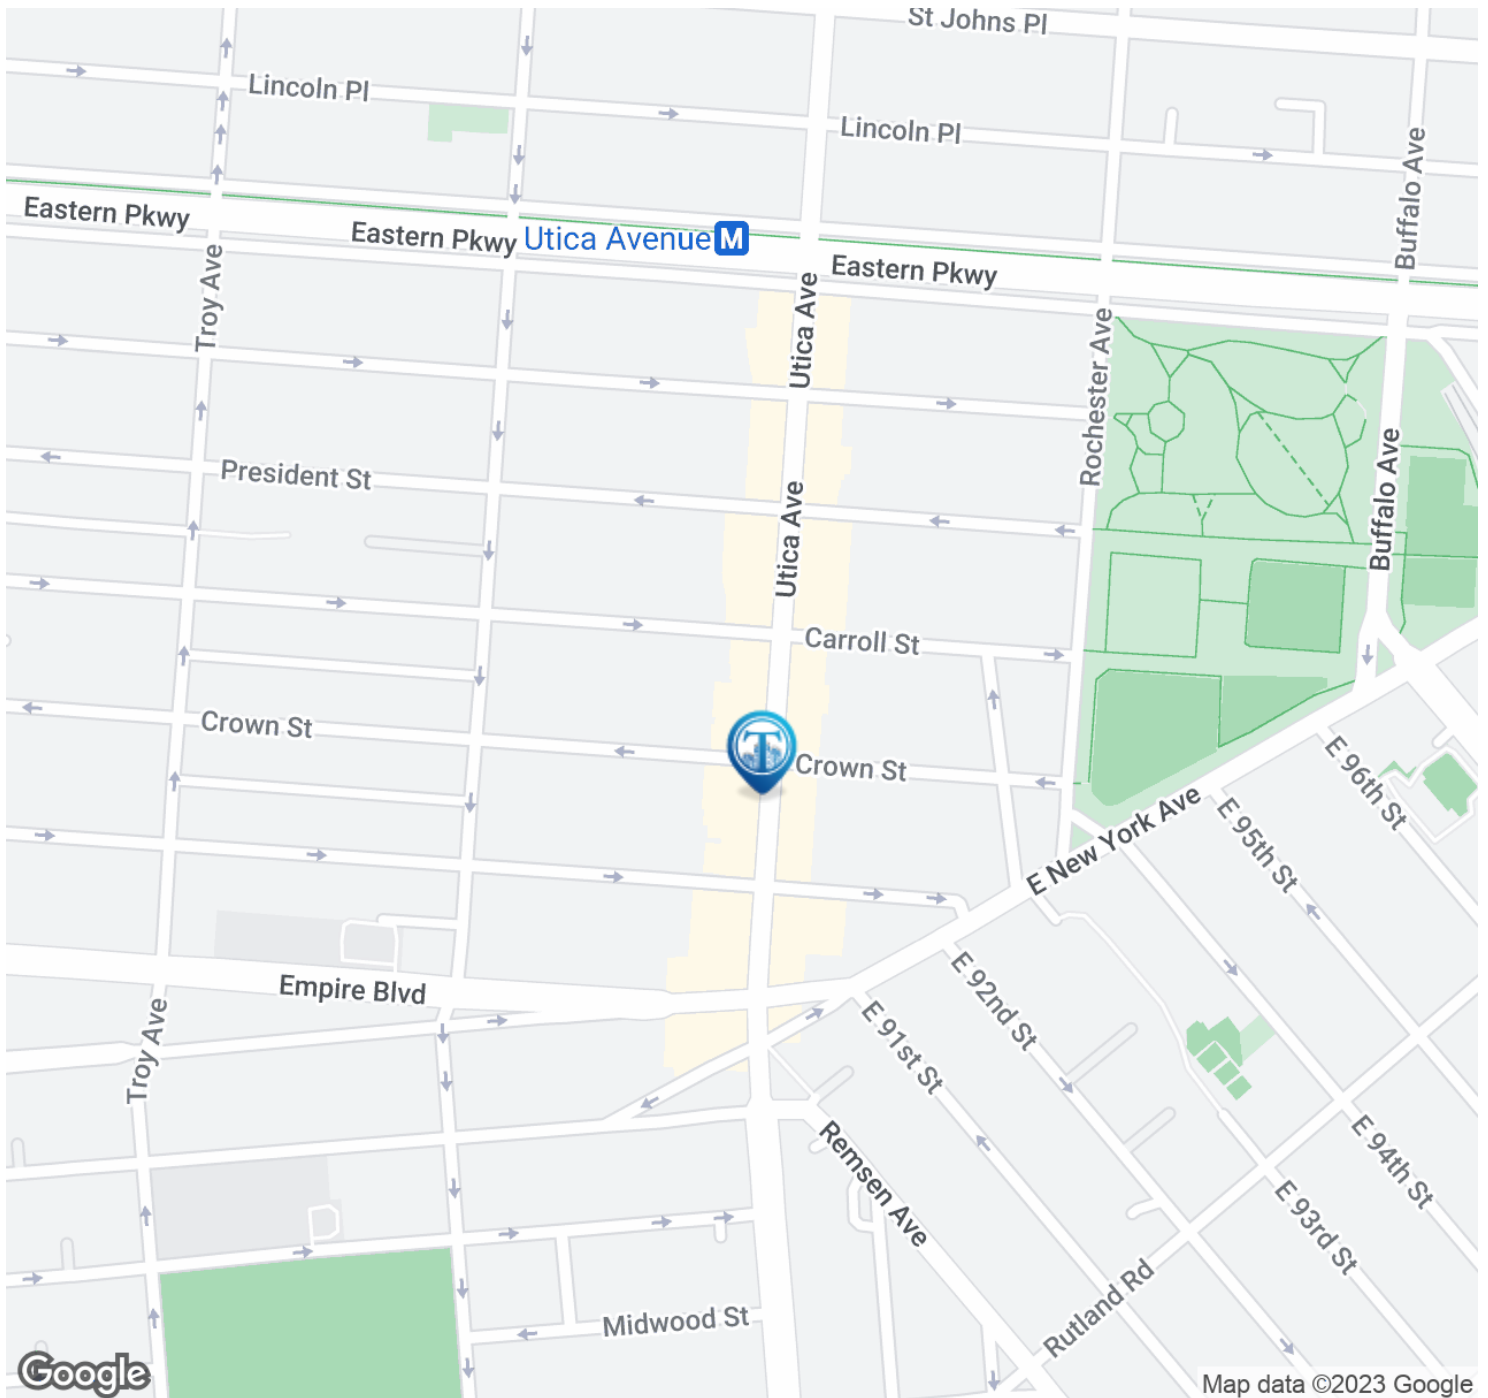 St Johns Pl
Lincoln Pl
Lincoln Pl
Buffalo Ave
Eastern Pkwy
Eastern Pkwy
Utica Avenue M
Eastern Pkwy
Troy Ave
Utica Ave
Rochester Ave
President St
Utica Ave
Buffalo Ave
Carroll St
Crown St
T
Crown St
E 96th St
E New York Ave
E 95th St
Empire Blvd
E 92nd St
Troy Ave
E 91st St
Remsen Ave
E 94th St
E 93rd St
Rutland Rd
Midwood St
Google
Map data ©2023 Google